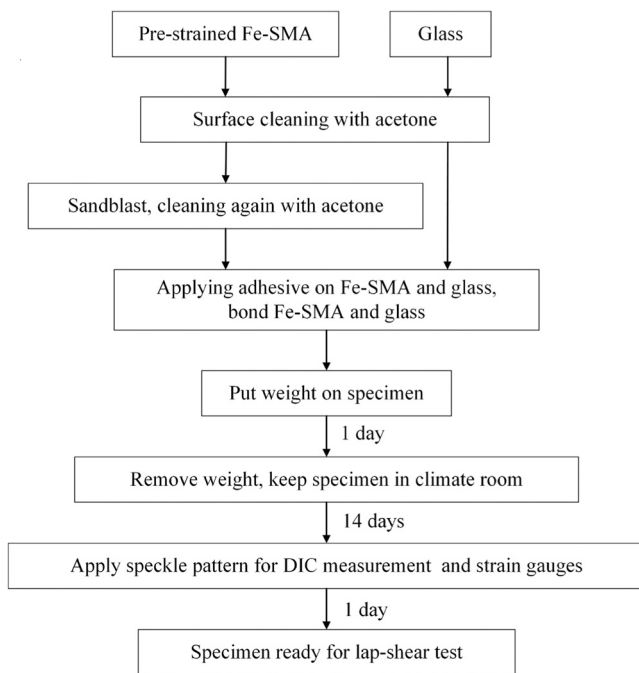 Pre-strained Fe-SMA
Glass
Surface cleaning with acetone
Sandblast, cleaning again with acetone
Applying adhesive on Fe-SMA and glass,
bond Fe-SMA and glass
Put weight on specimen
1 day
Remove weight, keep specimen in climate room
14 days
Apply speckle pattern for DIC measurement and strain gauges
1 day
Specimen ready for lap-shear test